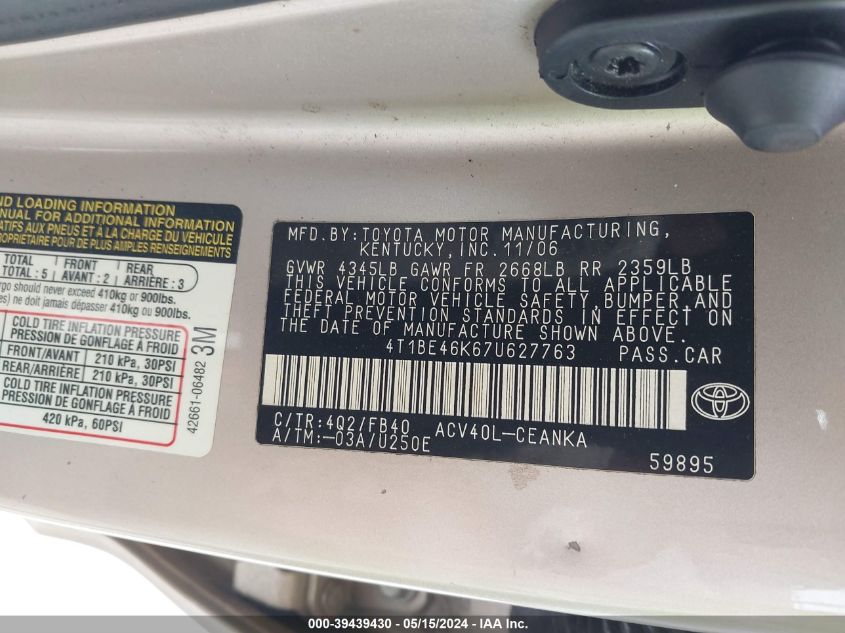 ND LOADING INFORMATION
ANUAL FOR ADDITIONAL INFORMATION
ATIFS AUX PNEUS ET À LA CHARGE DU VÉHICULE
PROPRIÉTAIRE POUR DE PLUS AMPLES RENSEIGNEMENTS
TOTAL FRONT REAR
TOTAL : 5 AVANT : 2 ARRIÈRE : 3
rgo should never exceed 410kg or 900lbs.
es ne doit jamais dépasser 410kg ou 900lbs.
COLD TIRE INFLATION PRESSURE
PRESSION DE GONFLAGE À FROID
FRONT/AVANT 210 kPa, 30PSI
REAR/ARRIÈRE 210 kPa, 30PSI
COLD TIRE INFLATION PRESSURE
PRESSION DE GONFLAGE À FROID
420 kPa, 60PSI
42661-06482 3M
MFD. BY: TOYOTA MOTOR MANUFACTURING,
KENTUCKY, INC. 11/06
GVWR 4345LB GAWR FR 2668LB RR 2359LB
THIS VEHICLE CONFORMS TO ALL APPLICABLE
FEDERAL MOTOR VEHICLE SAFETY, BUMPER, AND
THEFT PREVENTION STANDARDS IN EFFECT ON
THE DATE OF MANUFACTURE SHOWN ABOVE.
4T1BE46K67U627763 PASS.CAR
C/TR:4Q2/FB40 ACV40L-CEANKA
A/TM:-03A/U250E
59895
000-39439430 - 05/15/2024 - IAA Inc.